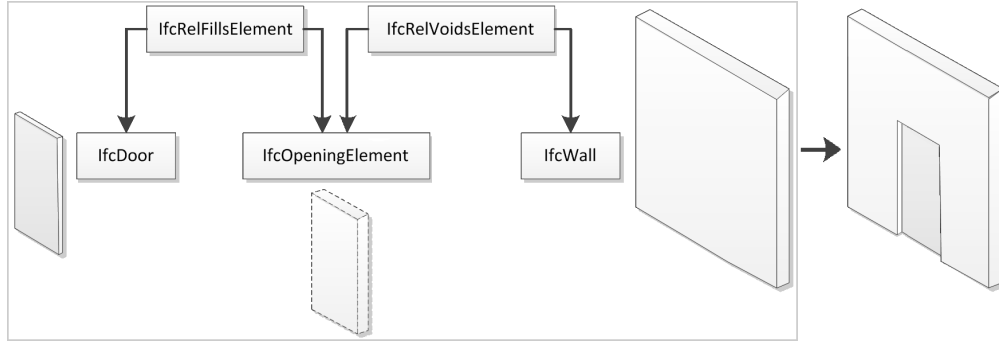 IfcRelFillsElement
IfcRelVoidsElement
IfcDoor
IfcOpeningElement
IfcWall